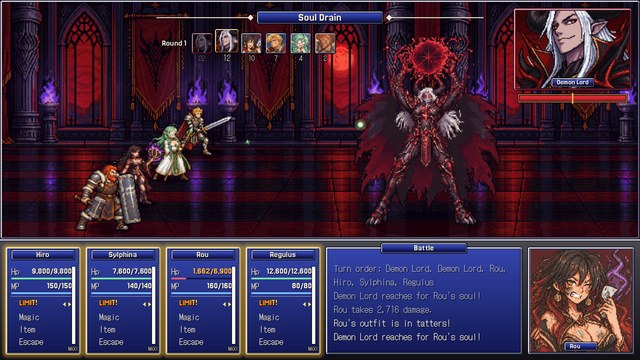 Soul Drain
Round 1
22 12 10 7 4 2
Demon Lord
Hiro
HP 9,800/9,800
MP 150/150
LIMIT!
Magic
Item
Escape
Sylphina
HP 7,600/7,600
MP 140/140
LIMIT!
Magic
Item
Escape
Rou
HP 1,662/6,900
MP 160/160
LIMIT!
Magic
Item
Escape
Regulus
HP 12,600/12,600
MP 80/80
LIMIT!
Magic
Item
Escape
Battle
Turn order: Demon Lord, Demon Lord, Rou,
Hiro, Sylphina, Regulus
Demon Lord reaches for Rou's soul!
Rou takes 2,716 damage.
Rou's outfit is in tatters!
Demon Lord reaches for Rou's soul!
Rou